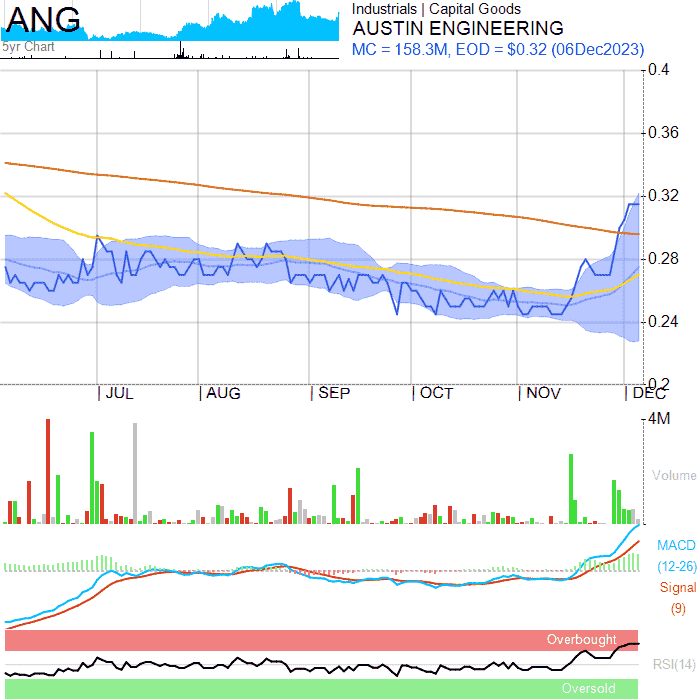 ANG
5yr Chart
Industrials | Capital Goods
AUSTIN ENGINEERING
MC = 158.3M, EOD = $0.32 (06Dec2023)
0.4
0.36
0.32
0.28
0.24
0.2
| JUL
| AUG
| SEP
| OCT
| NOV
| DEC
4M
Volume
MACD
(12-26)
Signal
(9)
Overbought
RSI(14)
Oversold